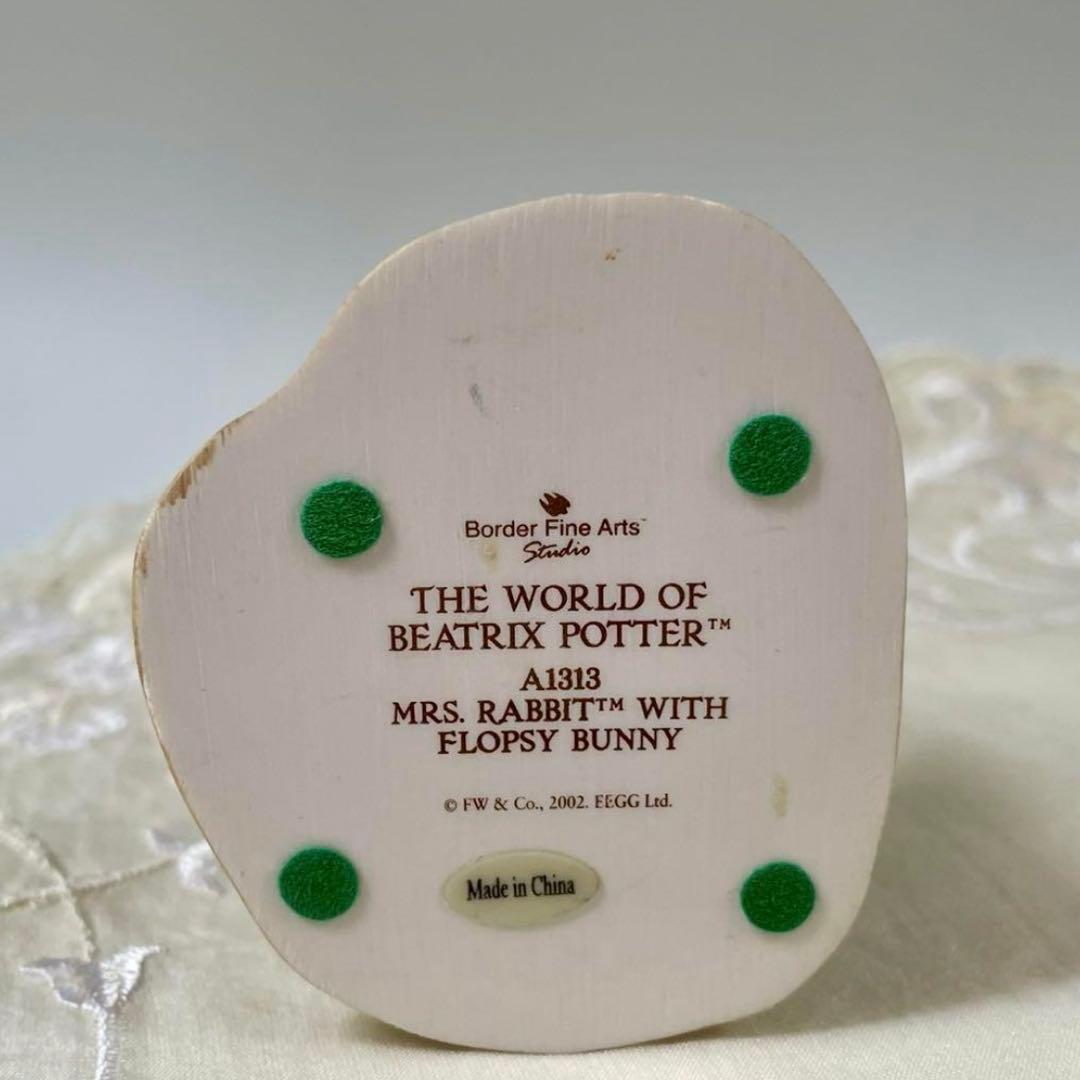 Border Fine Arts™
Studio
THE WORLD OF
BEATRIX POTTER™
A1313
MRS. RABBIT™ WITH
FLOPSY BUNNY
© FW & Co., 2002. EEGG Ltd.
Made in China